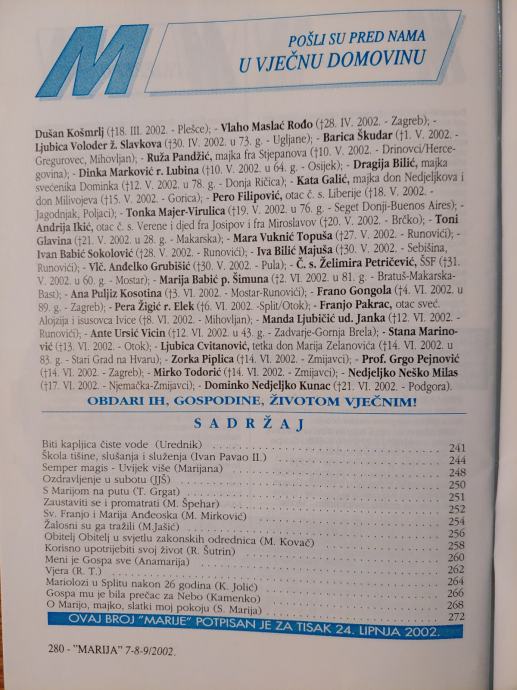 M
POŠLI SU PRED NAMA
U VJEČNU DOMOVINU
Dušan Košmrlj (†18. III. 2002. - Plešce); - Vlaho Maslać Rođo (†28. IV. 2002. - Zagreb); -
Ljubica Voloder ž. Slavkova (†30. IV. 2002. u 73. g - Ugljane); - Barica Škudar (†1. V. 2002. -
Gregurovec, Mihovljan); - Ruža Pandžić, majka fra Stjepanova (†10. V. 2002. - Drinovci/Herce-
govina); - Dinka Marković r. Lubina (†10. V. 2002. u 64. g. - Osijek); - Dragija Bilić, majka
svećenika Dominka (†12. V. 2002. u 78. g - Donja Ričica); - Kata Galić, majka don Nedjeljkova i
don Milivojeva (†15. V. 2002. - Gorica); - Pero Filipović, otac č. s. Liberije (†18. V. 2002. -
Jagodnjak, Poljaci); - Tonka Majer-Virulica (†19. V. 2002. u 76. g - Seget Donji-Buenos Aires); -
Andrija Ikić, otac č. s. Verene i djed fra Josipov i fra Miroslavov (†20. V. 2002. - Brčko); - Toni
Glavina (†21. V. 2002. u 28. g - Makarska); - Mara Vuknić Topuša (†27. V. 2002. - Runovići); -
Ivan Babić Sokolović (†28. V. 2002. - Runovići); - Iva Bilić Majuša (†30. V. 2002. - Sebišina,
Runovići); - Vlč. Anđelko Grubišić (†30. V. 2002. - Pula); - Č. s. Želimira Petričević, ŠSF (†31.
V. 2002. u 60. g - Mostar); - Marija Babić p. Šimuna (†2. VI. 2002. u 81. g - Bratuš-Makarska-
Bast); - Ana Puljiz Kosotina (†3. VI. 2002. - Mostar-Runovići); - Frano Gongola (†4. VI. 2002. u
89. g - Zagreb); - Pera Žigić r. Elek (†6. VI. 2002. -Split/Otok); - Franjo Pakrac, otac sveć.
Alojzija i isusovca Ivice (†8. VI. 2002. - Mihovljan); - Manda Ljubičić ud. Janka (†12. VI. 2002. -
Runovići); - Ante Ursić Vicin (†12. VI. 2002. u 43. g - Zadvarje-Gornja Brela); - Stana Marino-
vić (†13. VI. 2002. - Otok); - Ljubica Cvitanović, tetka don Marija Zelanovića (†14. VI. 2002. u
83. g - Stari Grad na Hvaru); - Zorka Piplica (†14. VI. 2002. - Zmijavci); - Prof. Grgo Pejnović
(†14. VI. 2002. - Zagreb); - Mirko Todorić (†14. VI. 2002. - Zmijavci); - Nedjeljko Neško Milas
(†17. VI. 2002. - Njemačka-Zmijavci); - Dominko Nedjeljko Kunac (†21. VI. 2002. - Podgora).
OBDARI IH, GOSPODINE, ŽIVOTOM VJEČNIM!
SADRŽAJ
Biti kapljica čiste vode (Urednik) 241
Škola tišine, slušanja i služenja (Ivan Pavao II.) 244
Semper magis - Uvijek više (Marijana) 248
Ozdravljenje u subotu (JJŠ) 250
S Marijom na putu (T. Grgat) 251
Zaustaviti se i promatrati (M. Špehar) 252
Sv. Franjo i Marija Anđeoska (M. Mirković) 254
Žalosni su ga tražili (M.Jašić) 256
Obitelj Obitelj u svjetlu zakonskih odrednica (M. Kovač) 258
Korisno upotrijebiti svoj život (R. Šutrin) 260
Meni je Gospa sve (Anamarija) 262
Vjera (R. T.) 264
Mariolozi u Splitu nakon 26 godina (K. Jolić) 266
Gospa mu je bila prečac za Nebo (Kamenko) 268
O Marijo, majko, slatki moj pokoju (S. Marija) 272
OVAJ BROJ "MARIJE" POTPISAN JE ZA TISAK 24. LIPNJA 2002.
280 - "MARIJA" 7-8-9/2002.